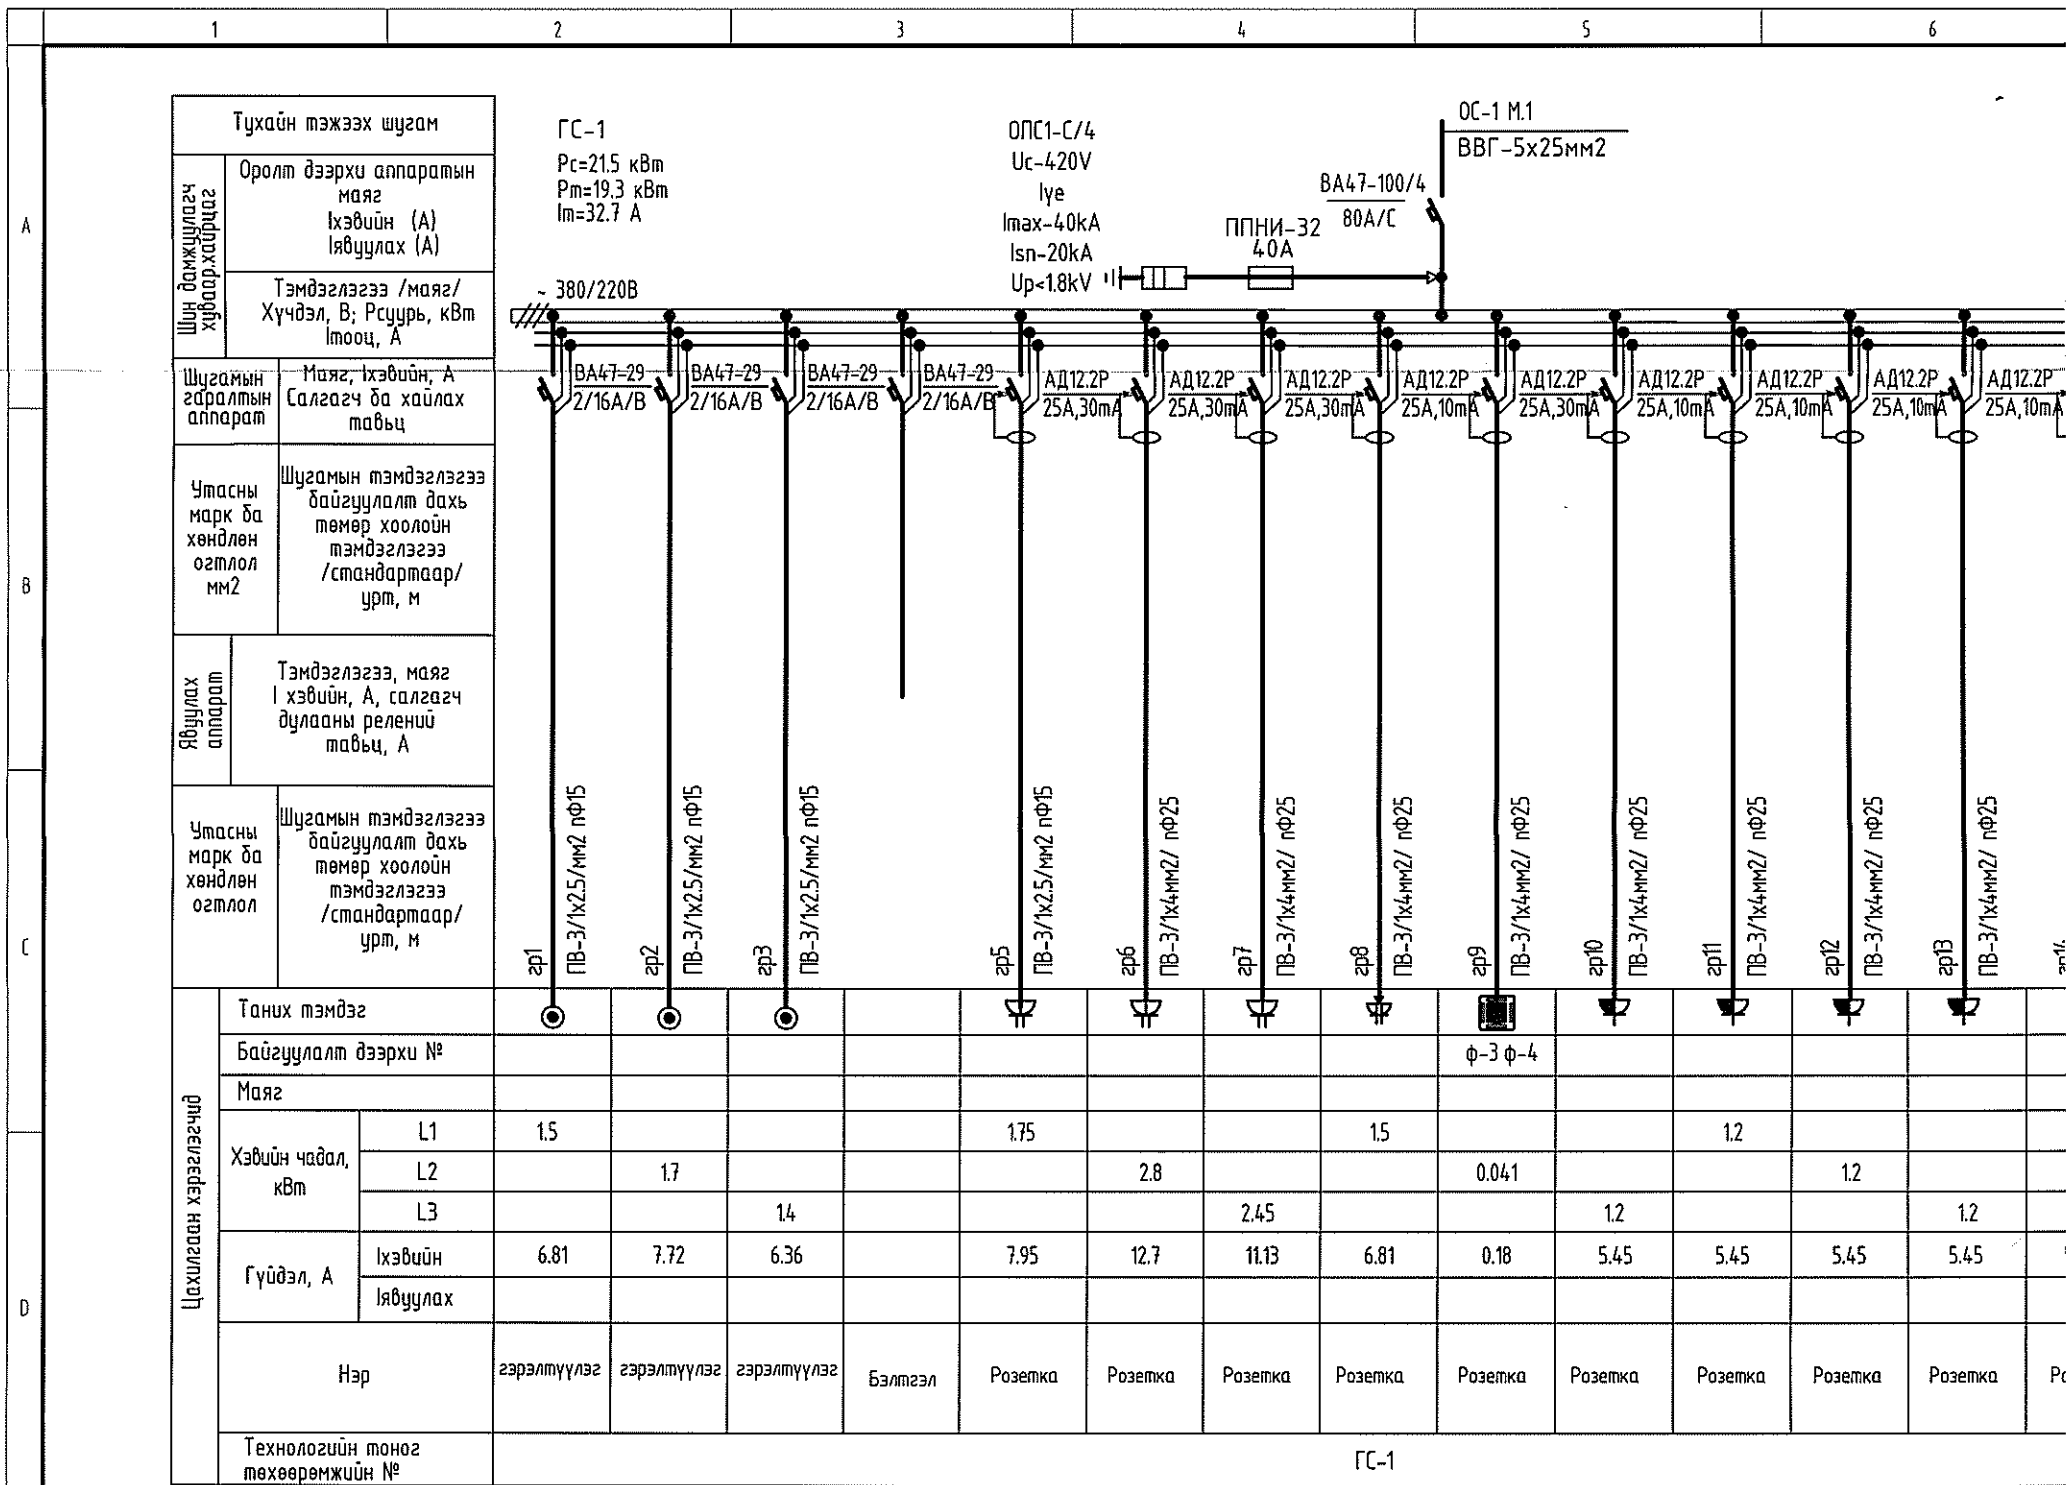 1 2 3 4 5 6
A
B
C
D
Тухайн тэжээх шугам
Шин дамжуулагч
хуваар.хайрцаг
Оролт дээрхи аппаратын
маяг
Iхэвийн (А)
Iявуулах (А)
Тэмдэглэгээ /маяг/
Хүчдэл, В; Рсуурь, кВт
Iтооц, А
Шугамын
гаралтын
аппарат
Маяг, Iхэвийн, А
Салгагч ба хайлах
тавьц
Утасны
марк ба
хөндлөн
огтлол
мм2
Шугамын тэмдэглэгээ
байгуулалт дахь
төмөр хоолойн
тэмдэглэгээ
/стандартаар/
урт, м
Явуулах
аппарат
Тэмдэглэгээ, маяг
I хэвийн, А, салгагч
дулааны релений
тавьц, А
Утасны
марк ба
хөндлөн
огтлол
Шугамын тэмдэглэгээ
байгуулалт дахь
төмөр хоолойн
тэмдэглэгээ
/стандартаар/
урт, м
ГС-1
Рс=21.5 кВт
Рт=19.3 кВт
Iт=32.7 А
ОПС1-С/4
Uc-420V
Iye
Imax-40kA
Isn-20kA
Up<1.8kV
ППНИ-32
40А
ВА47-100/4
80А/С
ОС-1 М.1
ВВГ-5х25мм2
~ 380/220В
ВА47-29 ВА47-29 ВА47-29 ВА47-29 АД12.2Р АД12.2Р АД12.2Р АД12.2Р АД12.2Р АД12.2Р АД12.2Р АД12.2Р АД12.2Р
2/16А/В 2/16А/В 2/16А/В 2/16А/В 25А,30mА 25А,30mА 25А,30mА 25А,10mА 25А,30mА 25А,10mА 25А,10mА 25А,10mА 25А,10mА
гр1
ПВ-3/1х2.5/мм2 пФ15
гр2
ПВ-3/1х2.5/мм2 пФ15
гр3
ПВ-3/1х2.5/мм2 пФ15
гр5
ПВ-3/1х2.5/мм2 пФ15
гр6
ПВ-3/1х4мм2/ пФ25
гр7
ПВ-3/1х4мм2/ пФ25
гр8
ПВ-3/1х4мм2/ пФ25
гр9
ПВ-3/1х4мм2/ пФ25
гр10
ПВ-3/1х4мм2/ пФ25
гр11
ПВ-3/1х4мм2/ пФ25
гр12
ПВ-3/1х4мм2/ пФ25
гр13
ПВ-3/1х4мм2/ пФ25
гр14
Цахилгаан хэрэглэгчид
Таних тэмдэг
Байгуулалт дээрхи № ф-3 ф-4
Маяг
Хэвийн чадал,
кВт
L1 1.5 1.75 1.5 1.2
L2 1.7 2.8 0.041 1.2
L3 1.4 2.45 1.2 1.2
Гүйдэл, А
Iхэвийн 6.81 7.72 6.36 7.95 12.7 11.13 6.81 0.18 5.45 5.45 5.45 5.45
Iявуулах
Нэр гэрэлтүүлэг гэрэлтүүлэг гэрэлтүүлэг Бэлтгэл Розетка Розетка Розетка Розетка Розетка Розетка Розетка Розетка Розетка
Технологийн тоног
төхөөрөмжийн №
ГС-1